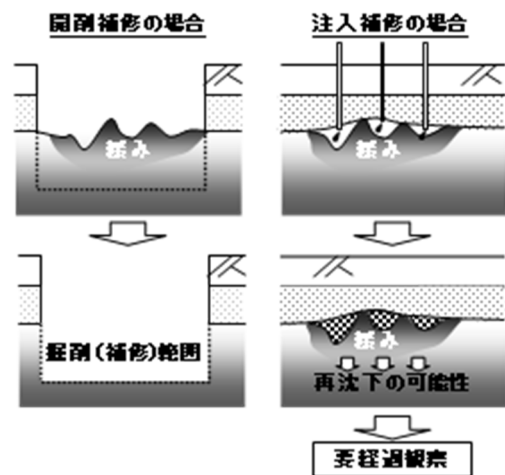 開削補修の場合
注入補修の場合
緩み
緩み
掘削(補修)範囲
緩み
再沈下の可能性
要経過観察